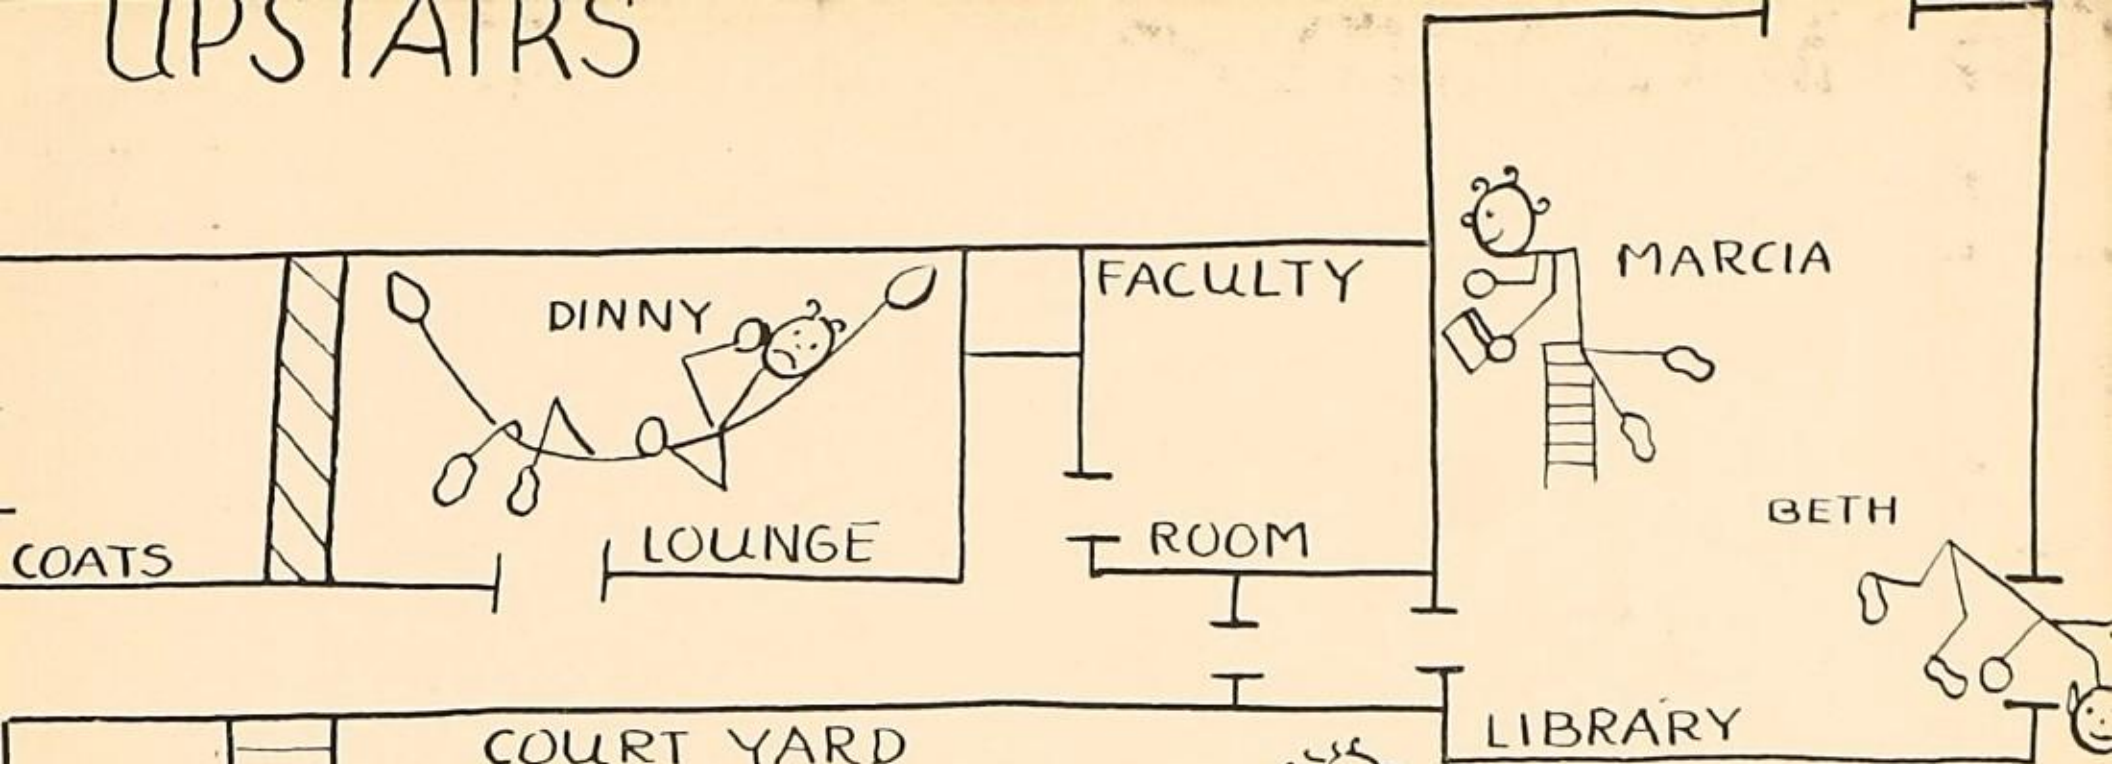 UPSTAIRS
DINNY
FACULTY
MARCIA
BETH
COATS
LOUNGE
ROOM
COURT YARD
LIBRARY